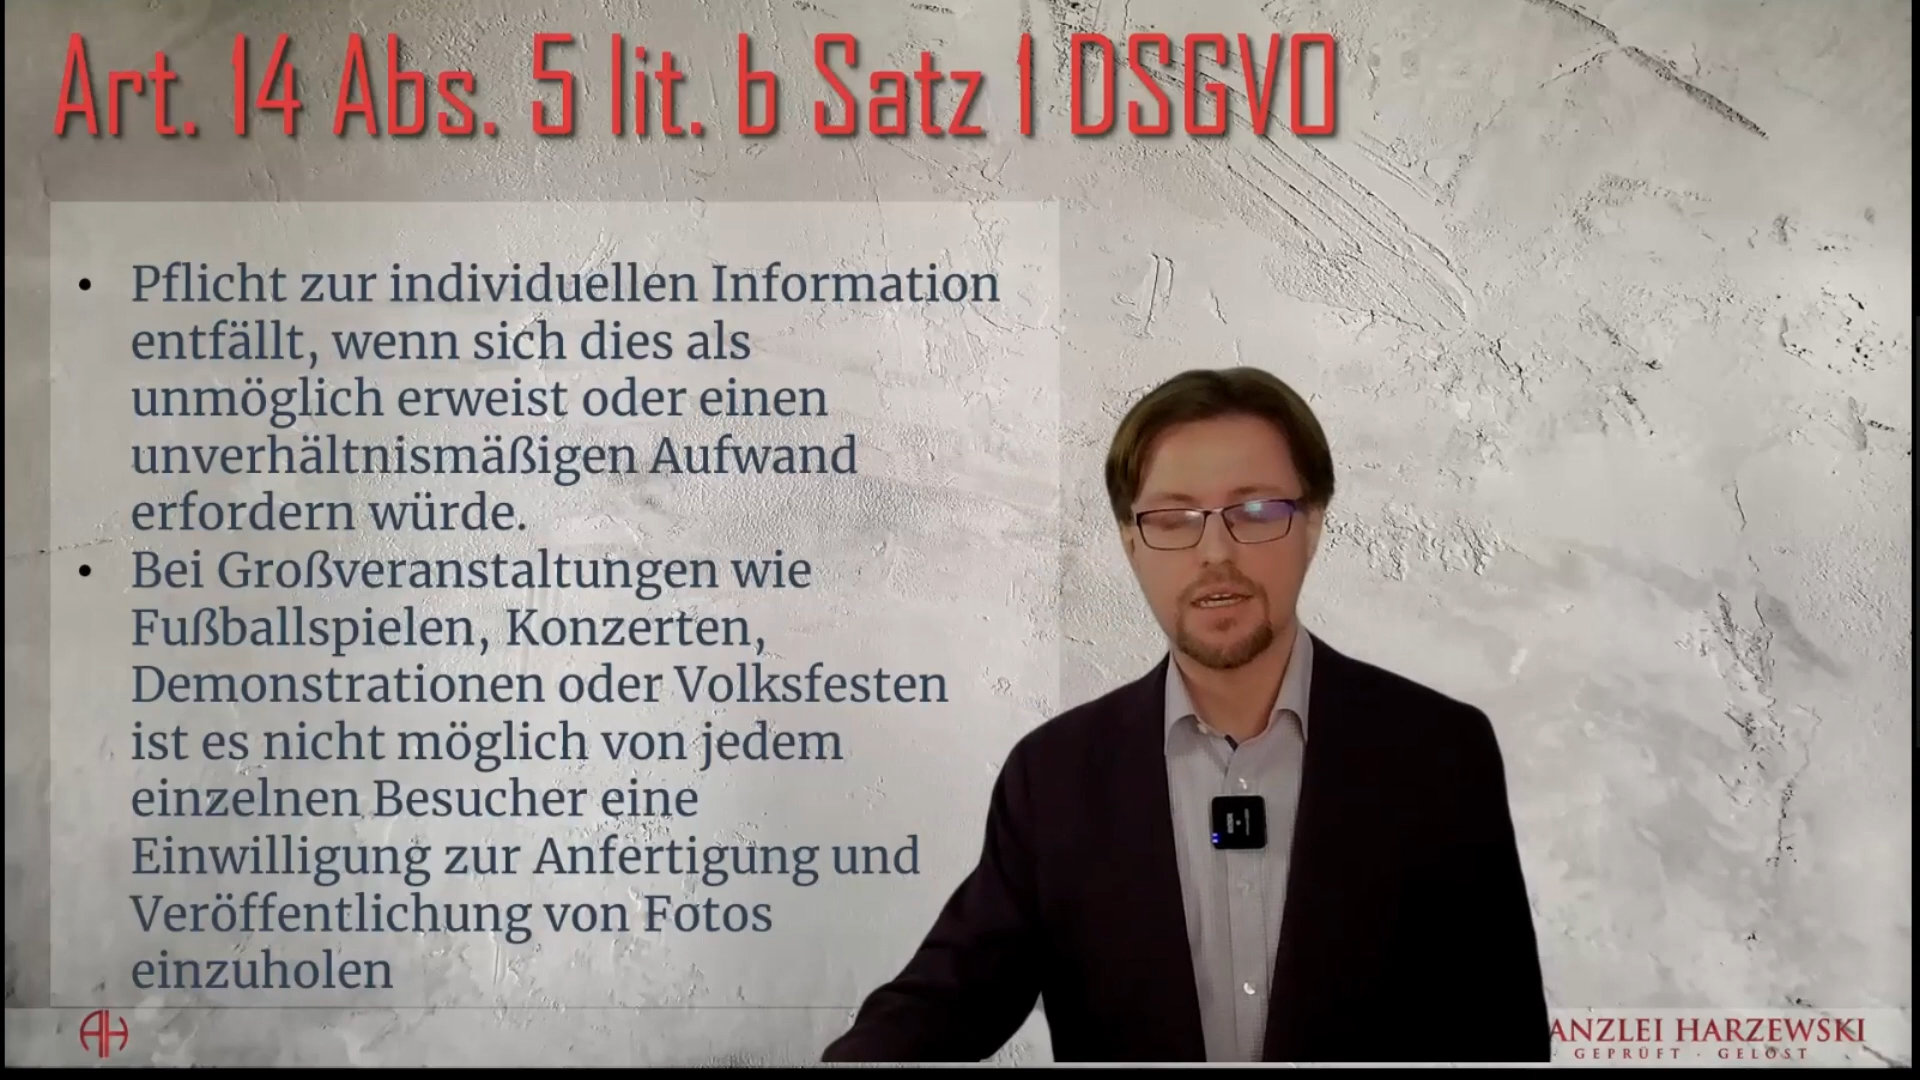 Art. 14 Abs. 5 lit. b Satz 1 DSGVO
• Pflicht zur individuellen Information
entfällt, wenn sich dies als
unmöglich erweist oder einen
unverhältnismäßigen Aufwand
erfordern würde.
• Bei Großveranstaltungen wie
Fußballspielen, Konzerten,
Demonstrationen oder Volksfesten
ist es nicht möglich von jedem
einzelnen Besucher eine
Einwilligung zur Anfertigung und
Veröffentlichung von Fotos
einzuholen
AH
ANZLEI HARZEWSKI
GEPRÜFT · GELÖST